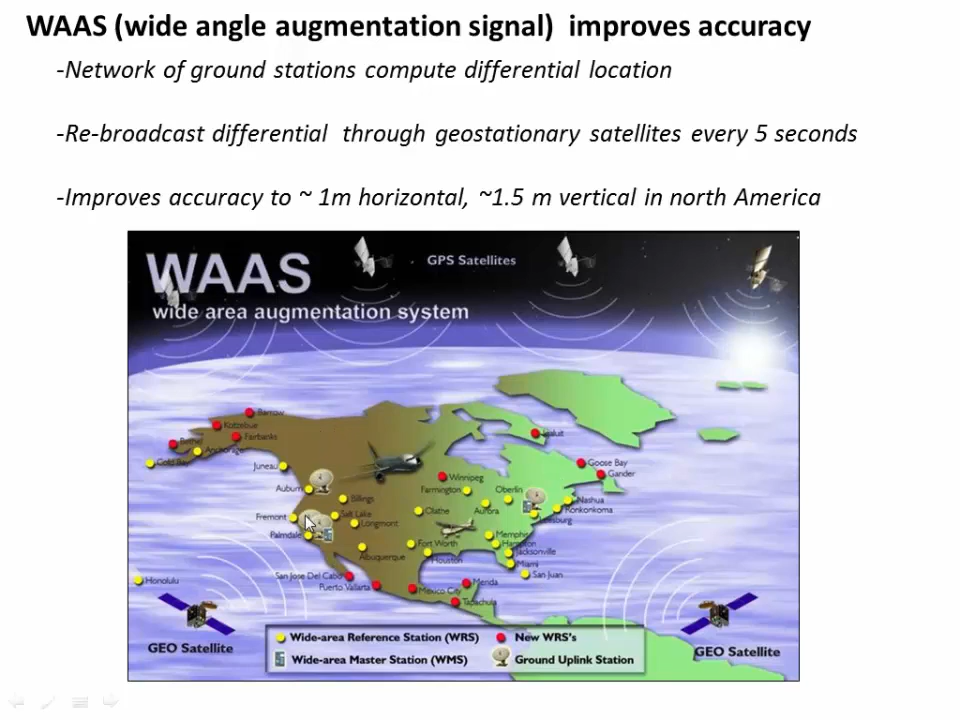 WAAS (wide angle augmentation signal)  improves accuracy
-Network of ground stations compute differential location
-Re-broadcast differential  through geostationary satellites every 5 seconds
-Improves accuracy to ~ 1m horizontal, ~1.5 m vertical in north America
WAAS
GPS Satellites
wide area augmentation system
Barrow
Kotzebue
Fairbanks
Bethel
Anchorage
Cold Ba
Juneau
Iqaluit
Goose Bay
Gander
Winnipeg
Farmington
Oberlin
Auburn
Billings
Nashua
Ronkonkoma
Olathe
Aurora
Fremont
Salt Lake
Longmont
Leesburg
Palmdale
Memphis
Hampton
Fort Worth
Jacksonville
Albuquerque
Houston
Miami
San Juan
Honolulu
San Jose Del Cabo
Puerto Vallarta
Mexico City
Merida
Tapachula
GEO Satellite
GEO Satellite
Wide-area Reference Station (WRS)
New WRS's
Wide-area Master Station (WMS)
Ground Uplink Station